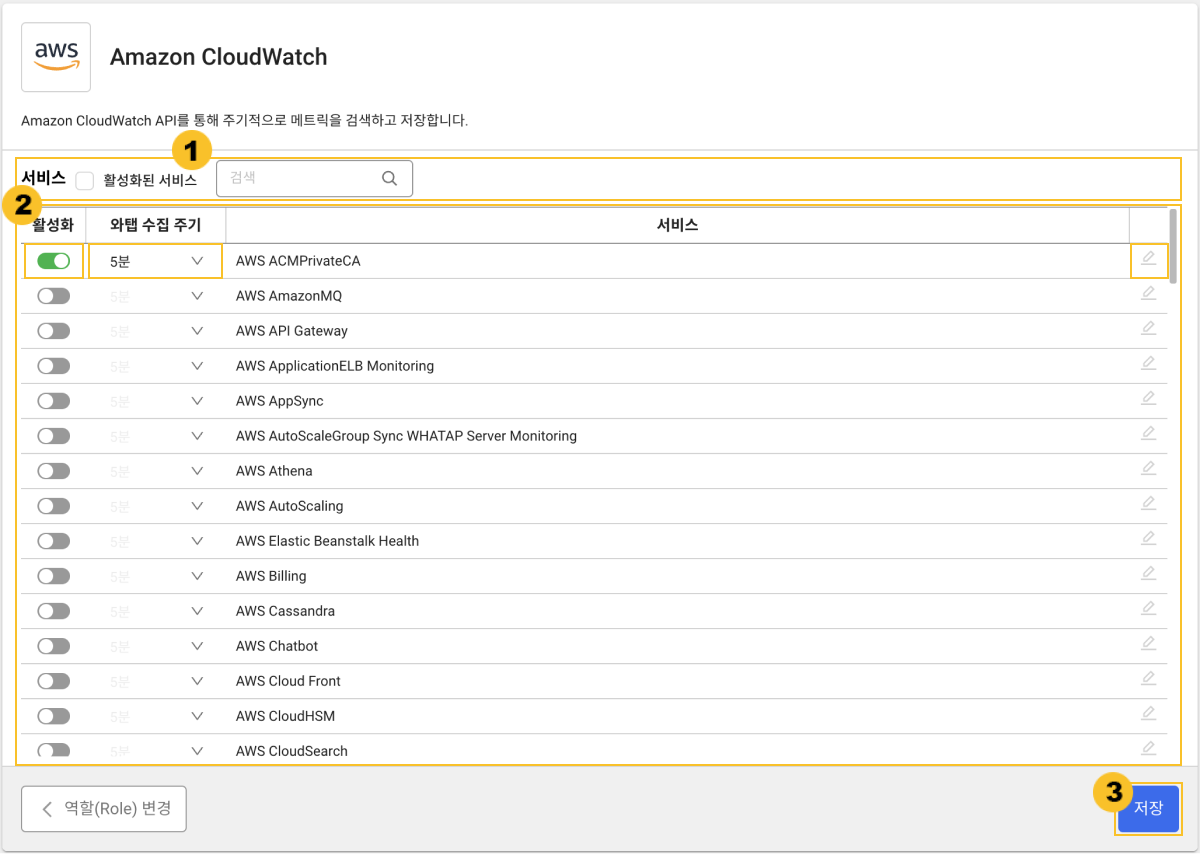 aws
Amazon CloudWatch
Amazon CloudWatch API를 통해 주기적으로 메트릭을 검색하고 저장합니다.
1
서비스 활성화된 서비스 검색
2
활성화 와탭 수집 주기 서비스
5분 AWS ACMPrivateCA
5분 AWS AmazonMQ
5분 AWS API Gateway
5분 AWS ApplicationELB Monitoring
5분 AWS AppSync
5분 AWS AutoScaleGroup Sync WHATAP Server Monitoring
5분 AWS Athena
5분 AWS AutoScaling
5분 AWS Elastic Beanstalk Health
5분 AWS Billing
5분 AWS Cassandra
5분 AWS Chatbot
5분 AWS Cloud Front
5분 AWS CloudHSM
5분 AWS CloudSearch
역할(Role) 변경
3
저장